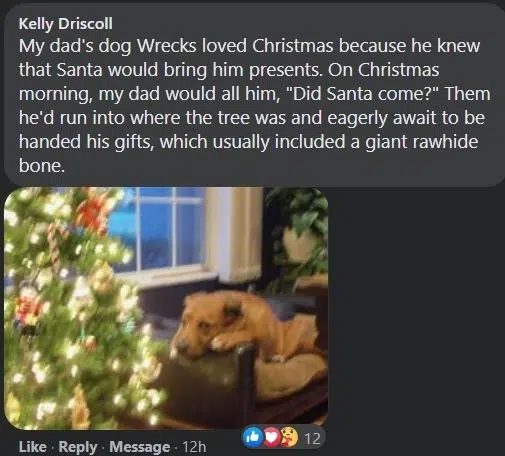 Kelly Driscoll
My dad's dog Wrecks loved Christmas because he knew
that Santa would bring him presents. On Christmas
morning, my dad would all him, "Did Santa come?" Them
he'd run into where the tree was and eagerly await to be
handed his gifts, which usually included a giant rawhide
bone.
Like · Reply · Message · 12h
12